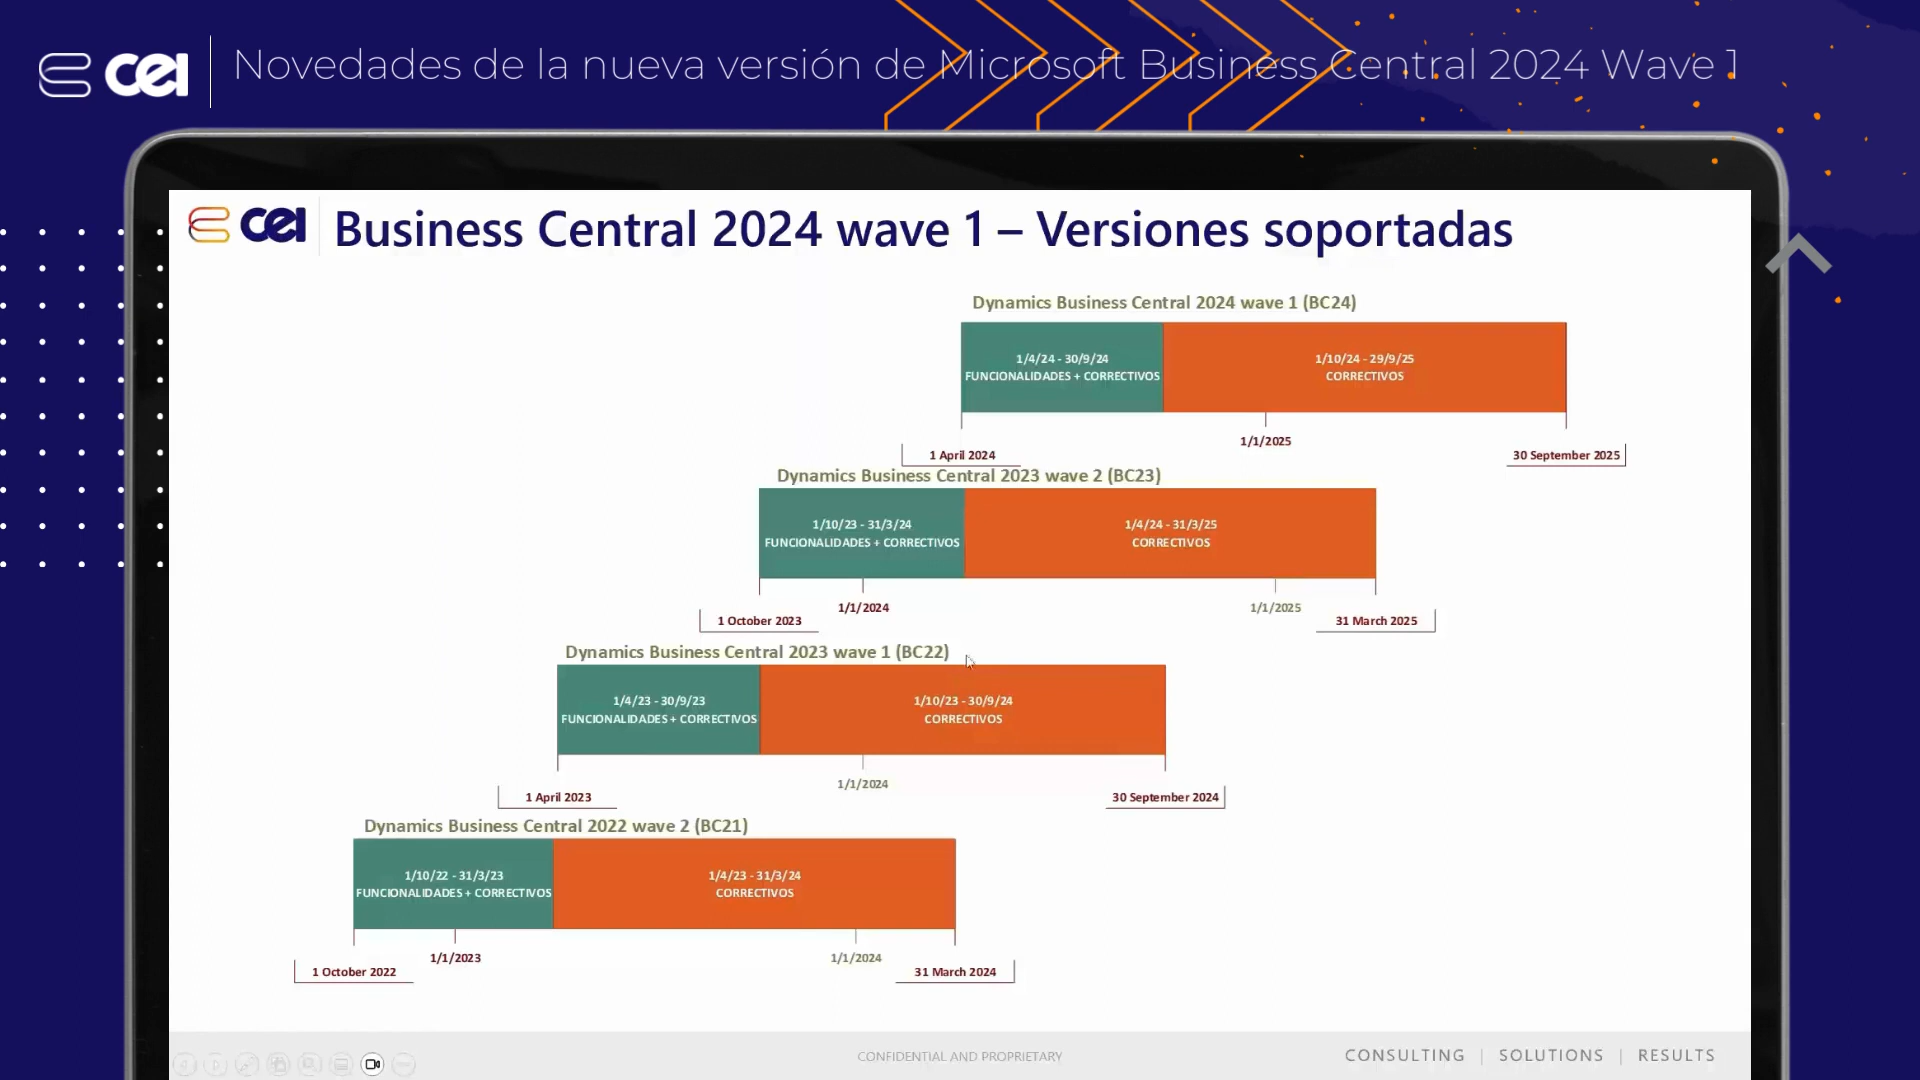 cei
Novedades de la nueva versión de Microsoft Business Central 2024 Wave 1
cei
Business Central 2024 wave 1 – Versiones soportadas
Dynamics Business Central 2024 wave 1 (BC24)
1/4/24 - 30/9/24
FUNCIONALIDADES + CORRECTIVOS
1/10/24 - 29/9/25
CORRECTIVOS
1/1/2025
1 April 2024
30 September 2025
Dynamics Business Central 2023 wave 2 (BC23)
1/10/23 - 31/3/24
FUNCIONALIDADES + CORRECTIVOS
1/4/24 - 31/3/25
CORRECTIVOS
1/1/2024
1/1/2025
1 October 2023
31 March 2025
Dynamics Business Central 2023 wave 1 (BC22)
1/4/23 - 30/9/23
FUNCIONALIDADES + CORRECTIVOS
1/10/23 - 30/9/24
CORRECTIVOS
1/1/2024
1 April 2023
30 September 2024
Dynamics Business Central 2022 wave 2 (BC21)
1/10/22 - 31/3/23
FUNCIONALIDADES + CORRECTIVOS
1/4/23 - 31/3/24
CORRECTIVOS
1/1/2023
1/1/2024
1 October 2022
31 March 2024
CONFIDENTIAL AND PROPRIETARY
CONSULTING | SOLUTIONS | RESULTS